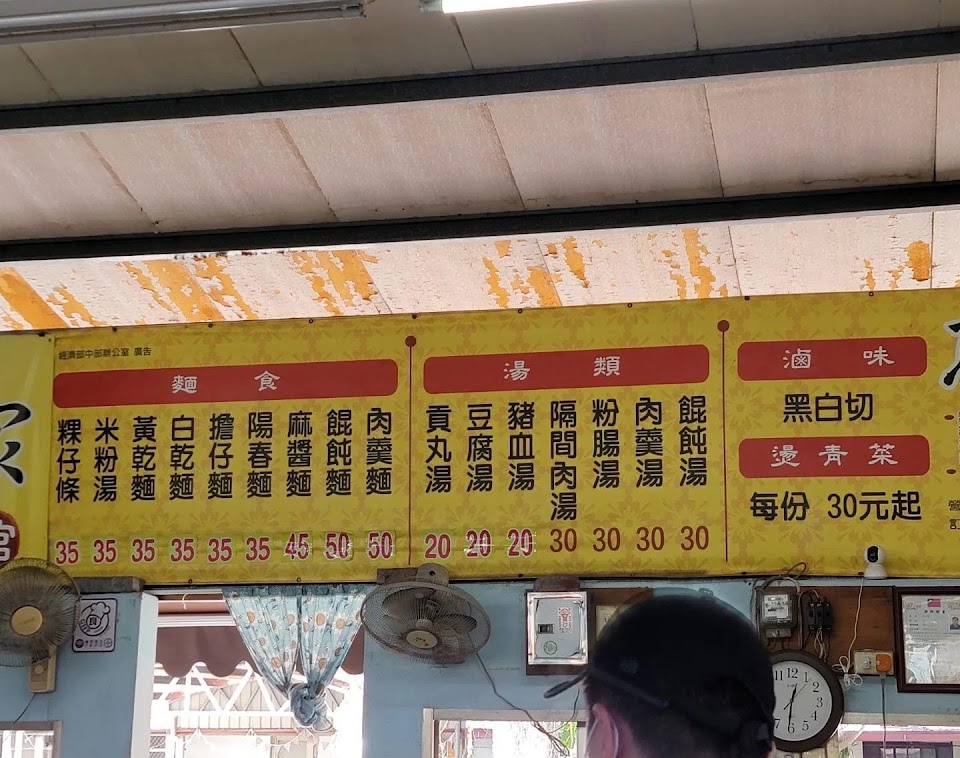 經濟部中部辦公室 廣告
麵食
粿仔條 35
米粉湯 35
黃乾麵 35
白乾麵 35
擔仔麵 35
陽春麵 35
麻醬麵 45
餛飩麵 50
肉羹麵 50
湯類
貢丸湯 20
豆腐湯 20
豬血湯 20
隔間肉湯 30
粉腸湯 30
肉羹湯 30
餛飩湯 30
滷味
黑白切
燙青菜
每份 30元起